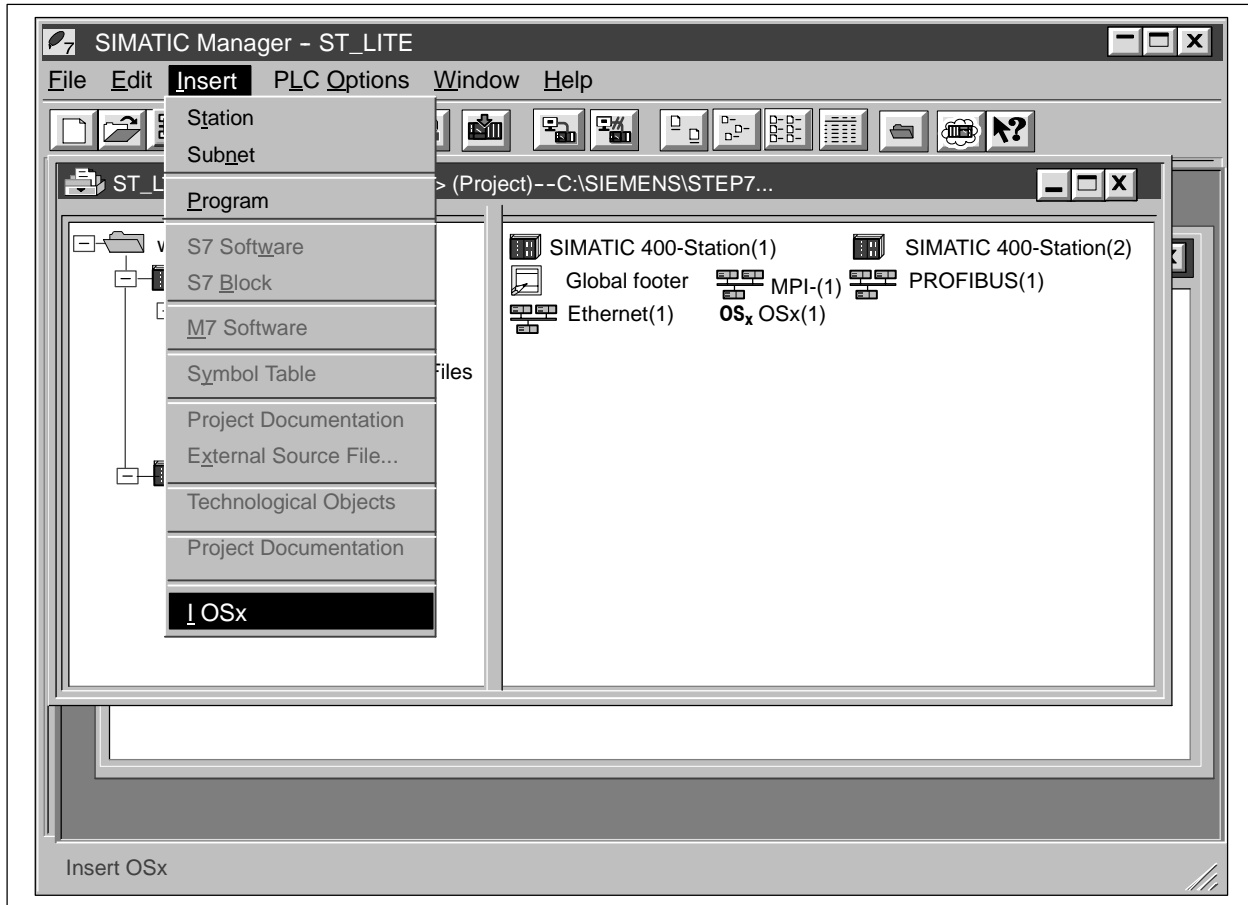 SIMATIC Manager – ST_LITE
File Edit Insert PLC Options Window Help
Station
Subnet
Program
S7 Software
S7 Block
M7 Software
Symbol Table
Project Documentation
External Source File...
Technological Objects
Project Documentation
I OSx
ST_L > (Project)--C:\SIEMENS\STEP7...
Files
SIMATIC 400-Station(1) SIMATIC 400-Station(2)
Global footer MPI-(1) PROFIBUS(1)
Ethernet(1) OSx OSx(1)
Insert OSx